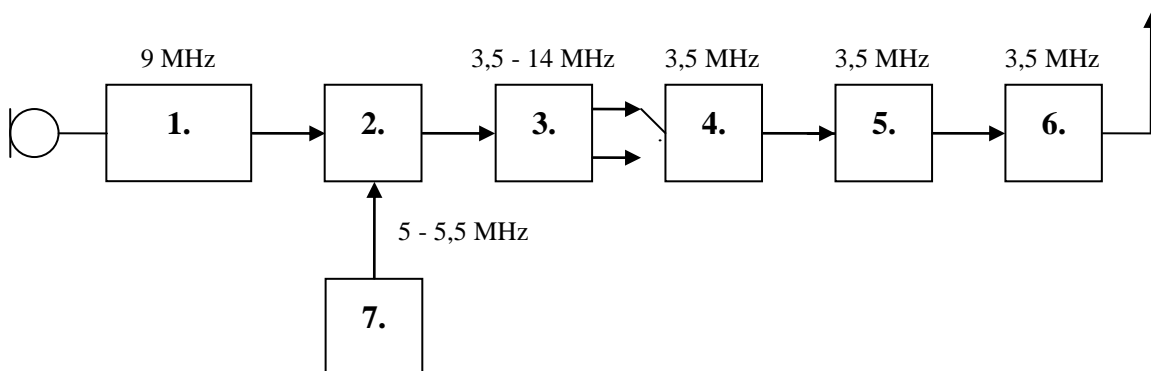 9 MHz
3,5 - 14 MHz
3,5 MHz
3,5 MHz
3,5 MHz
1.
2.
3.
4.
5.
6.
5 - 5,5 MHz
7.